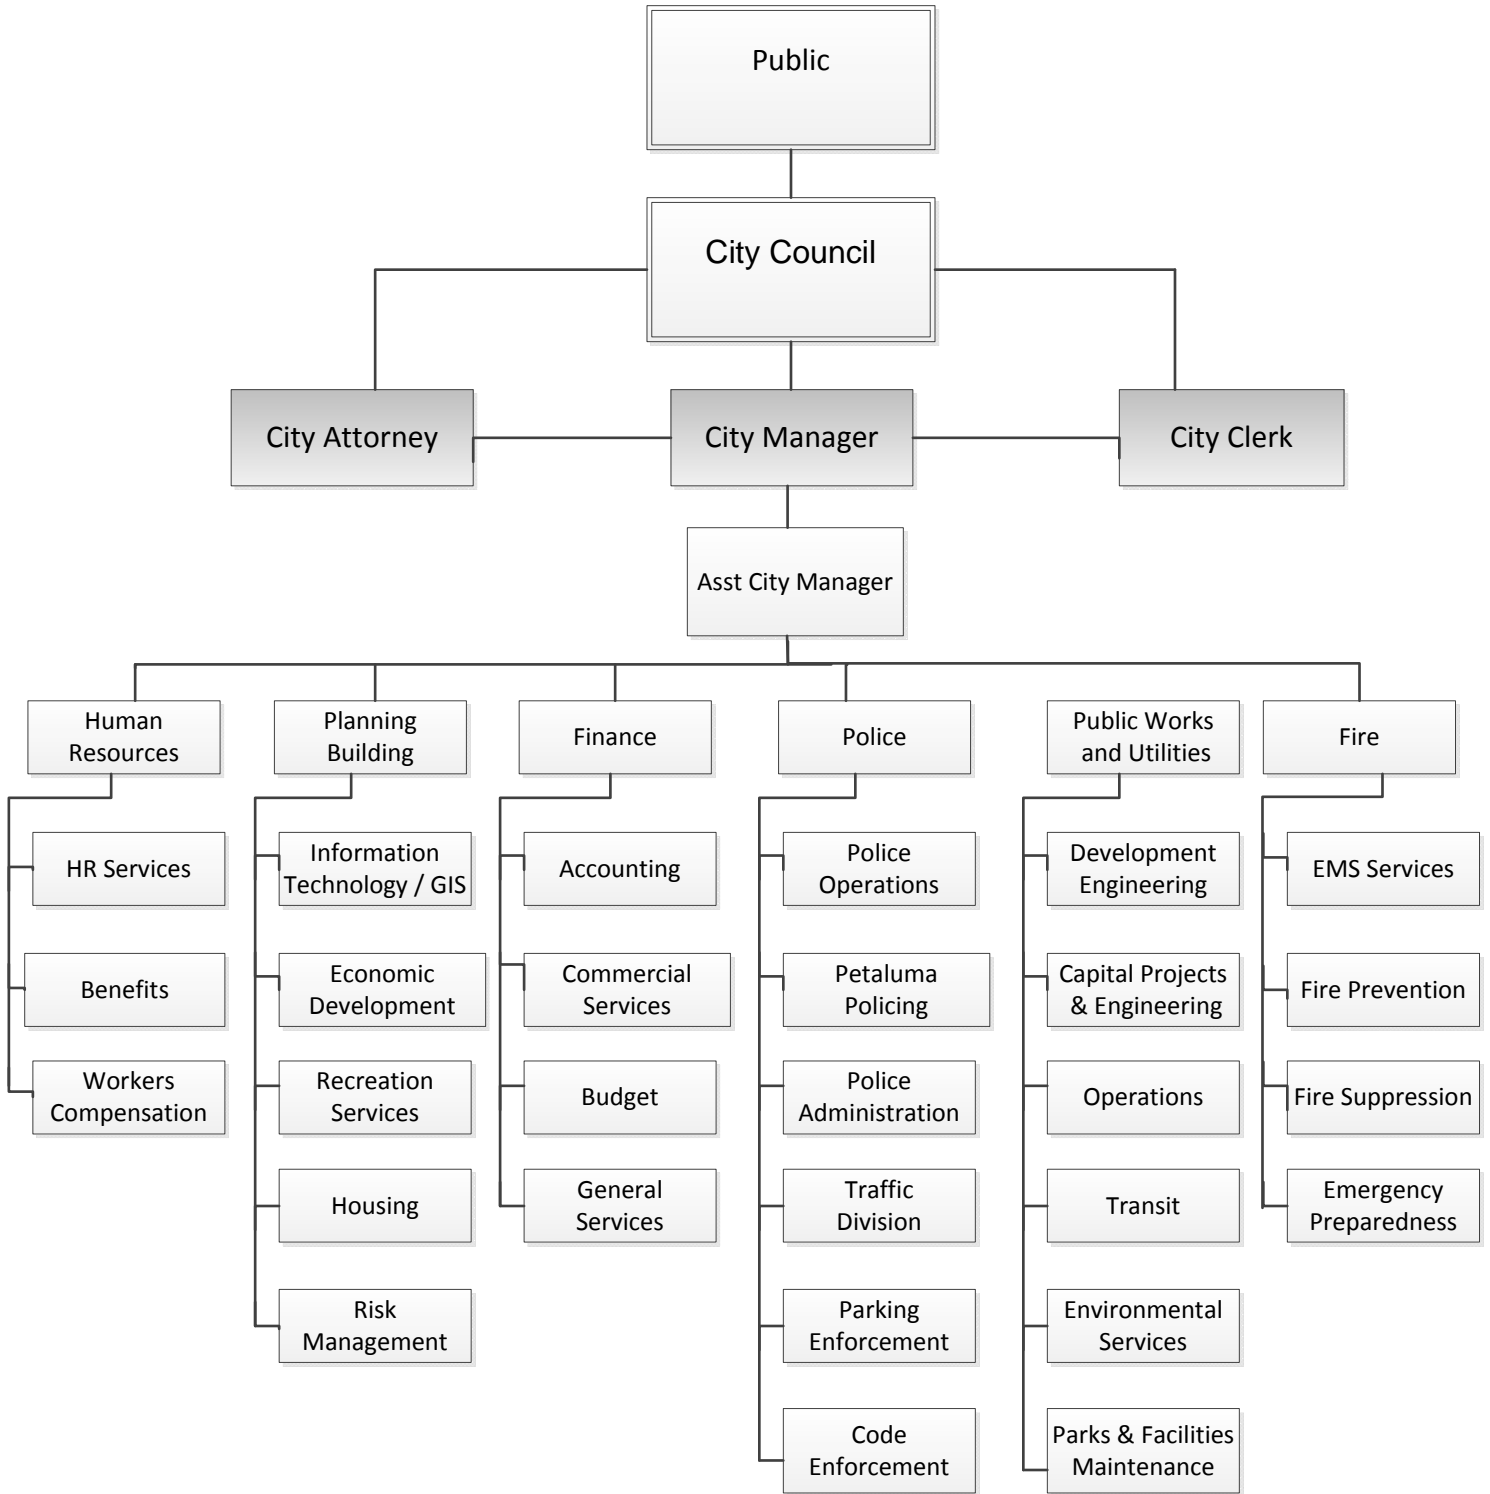 Public
City Council
City Attorney
City Manager
City Clerk
Asst City Manager
Human
Resources
Planning
Building
Finance
Police
Public Works
and Utilities
Fire
HR Services
Benefits
Workers
Compensation
Information
Technology / GIS
Economic
Development
Recreation
Services
Housing
Risk
Management
Accounting
Commercial
Services
Budget
General
Services
Police
Operations
Petaluma
Policing
Police
Administration
Traffic
Division
Parking
Enforcement
Code
Enforcement
Development
Engineering
Capital Projects
& Engineering
Operations
Transit
Environmental
Services
Parks & Facilities
Maintenance
EMS Services
Fire Prevention
Fire Suppression
Emergency
Preparedness